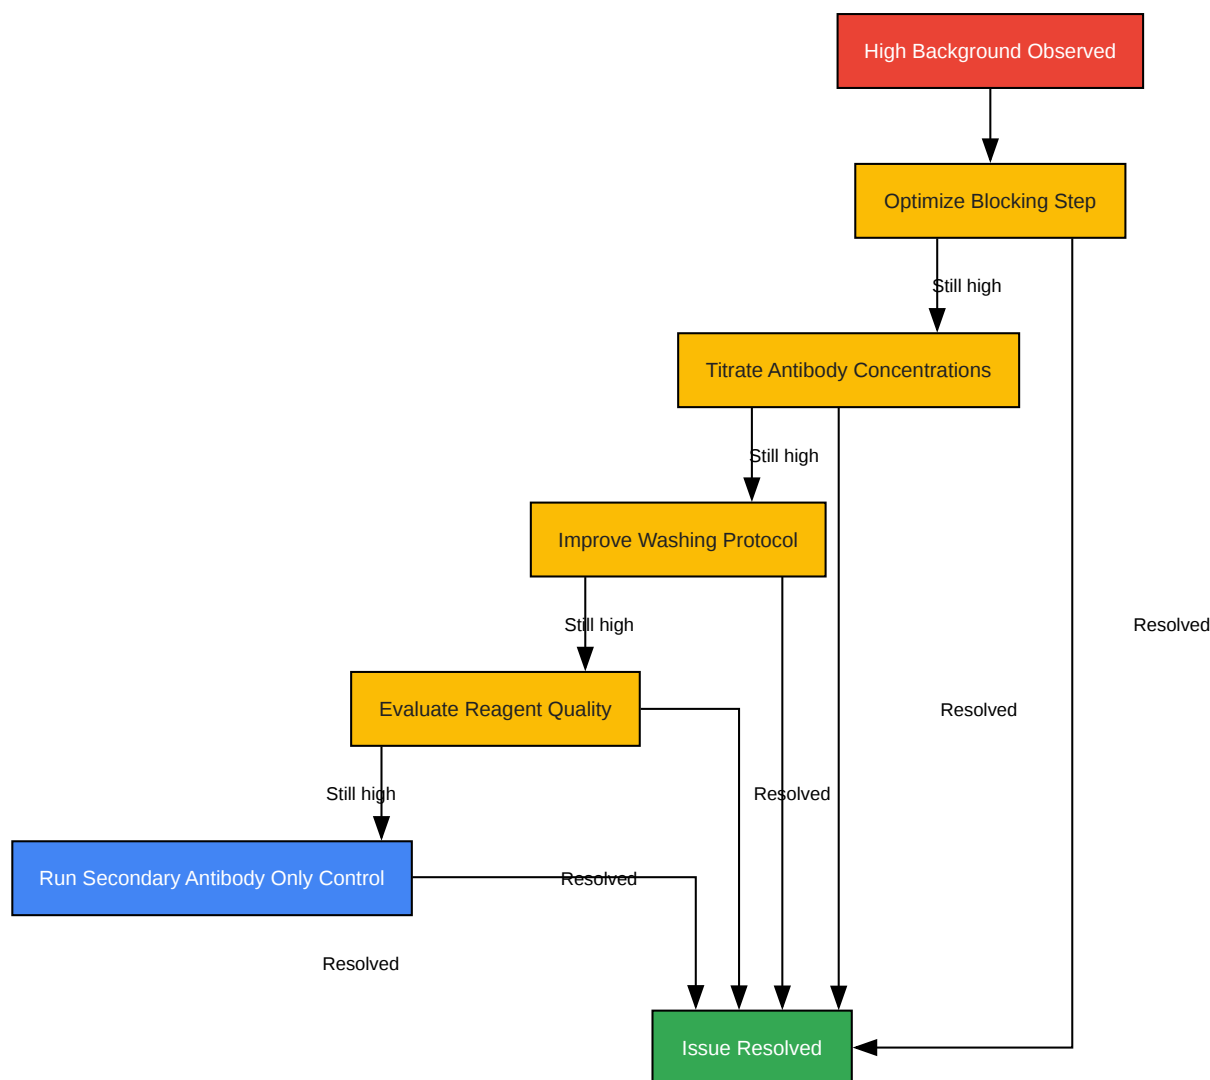 High Background Observed
Optimize Blocking Step
Still high
Titrate Antibody Concentrations
Still high
Improve Washing Protocol
Still high
Resolved
Evaluate Reagent Quality
Resolved
Still high
Resolved
Run Secondary Antibody Only Control
Resolved
Resolved
Issue Resolved